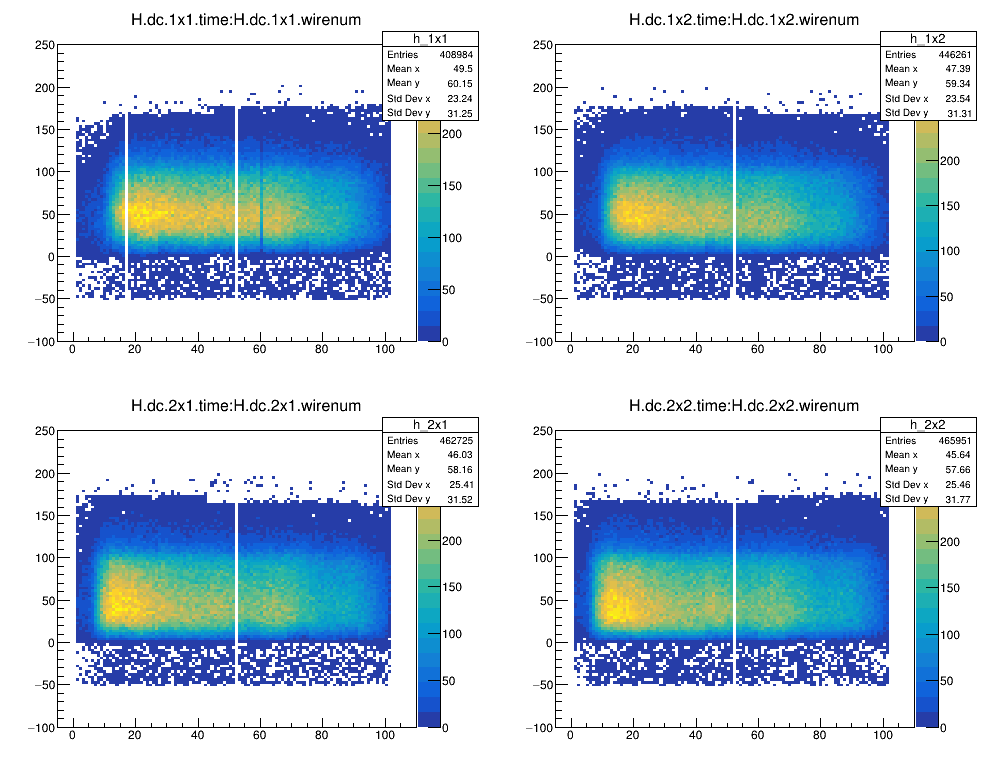 H.dc.1x1.time:H.dc.1x1.wirenum
h_1x1
Entries 408984
Mean x 49.5
Mean y 60.15
Std Dev x 23.24
Std Dev y 31.25
250
200
150
100
50
0
−50
−100
0 20 40 60 80 100
200
150
100
50
0
H.dc.1x2.time:H.dc.1x2.wirenum
h_1x2
Entries 446261
Mean x 47.39
Mean y 59.34
Std Dev x 23.54
Std Dev y 31.31
250
200
150
100
50
0
−50
−100
0 20 40 60 80 100
200
150
100
50
0
H.dc.2x1.time:H.dc.2x1.wirenum
h_2x1
Entries 462725
Mean x 46.03
Mean y 58.16
Std Dev x 25.41
Std Dev y 31.52
250
200
150
100
50
0
−50
−100
0 20 40 60 80 100
200
150
100
50
0
H.dc.2x2.time:H.dc.2x2.wirenum
h_2x2
Entries 465951
Mean x 45.64
Mean y 57.66
Std Dev x 25.46
Std Dev y 31.77
250
200
150
100
50
0
−50
−100
0 20 40 60 80 100
200
150
100
50
0